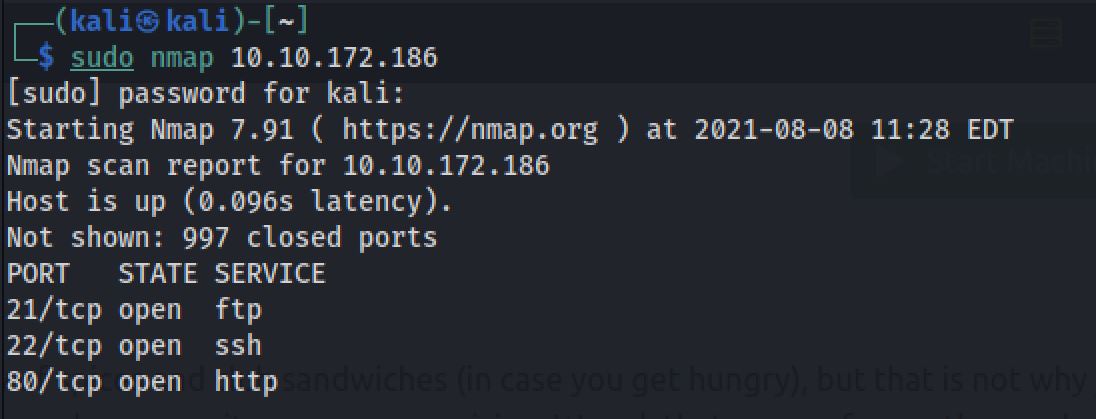 (kali㉿kali)-[~]
$ sudo nmap 10.10.172.186
[sudo] password for kali:
Starting Nmap 7.91 ( https://nmap.org ) at 2021-08-08 11:28 EDT
Nmap scan report for 10.10.172.186
Host is up (0.096s latency).
Not shown: 997 closed ports
PORT   STATE SERVICE
21/tcp open  ftp
22/tcp open  ssh
80/tcp open  http
Start Machi
sandwiches (in case you get hungry), but that is not why